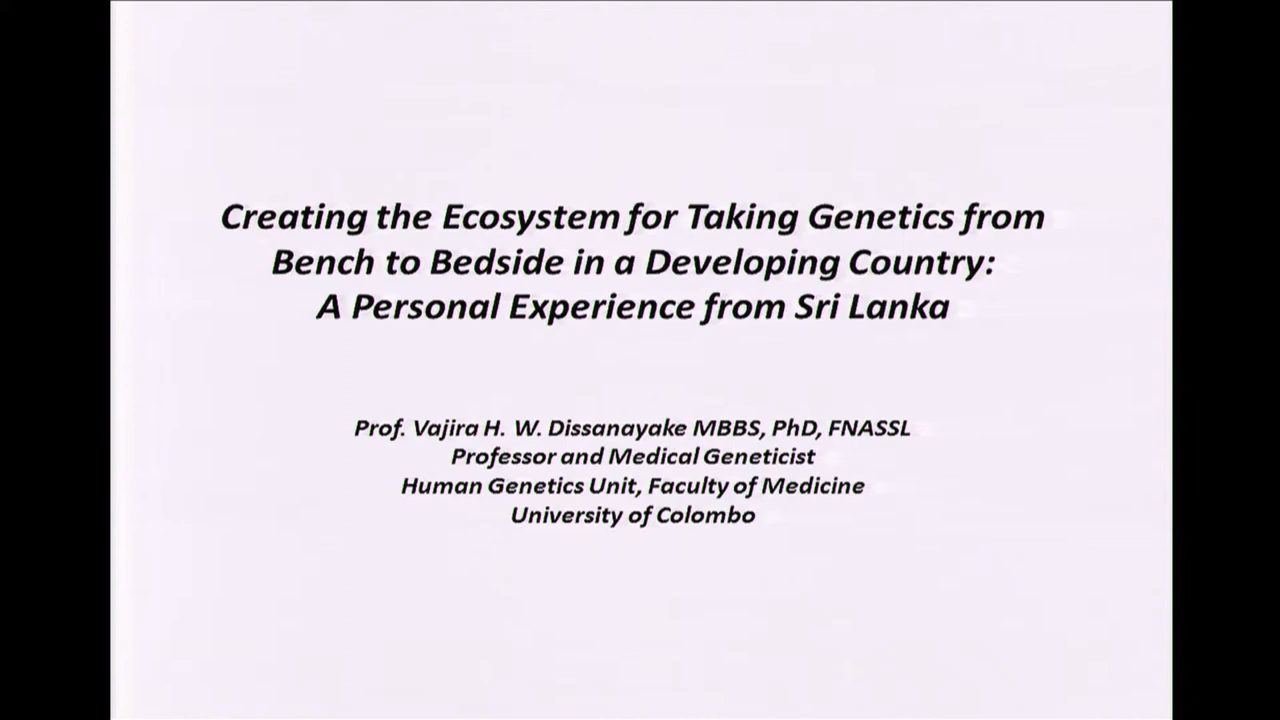 Creating the Ecosystem for Taking Genetics from
Bench to Bedside in a Developing Country:
A Personal Experience from Sri Lanka
Prof. Vajira H. W. Dissanayake MBBS, PhD, FNASSL
Professor and Medical Geneticist
Human Genetics Unit, Faculty of Medicine
University of Colombo